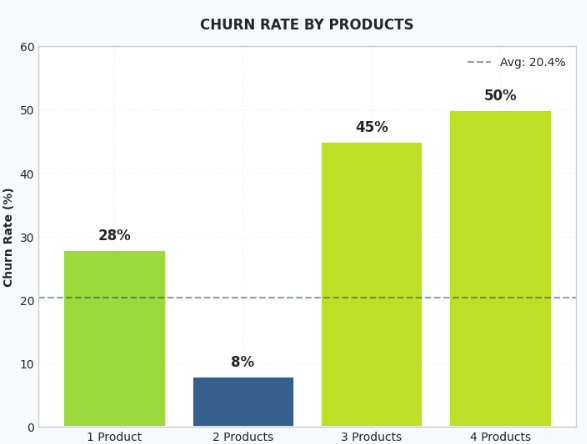 CHURN RATE BY PRODUCTS
60
Avg: 20.4%
50%
50
45%
40
Churn Rate (%)
30
28%
20
10
8%
0
1 Product
2 Products
3 Products
4 Products